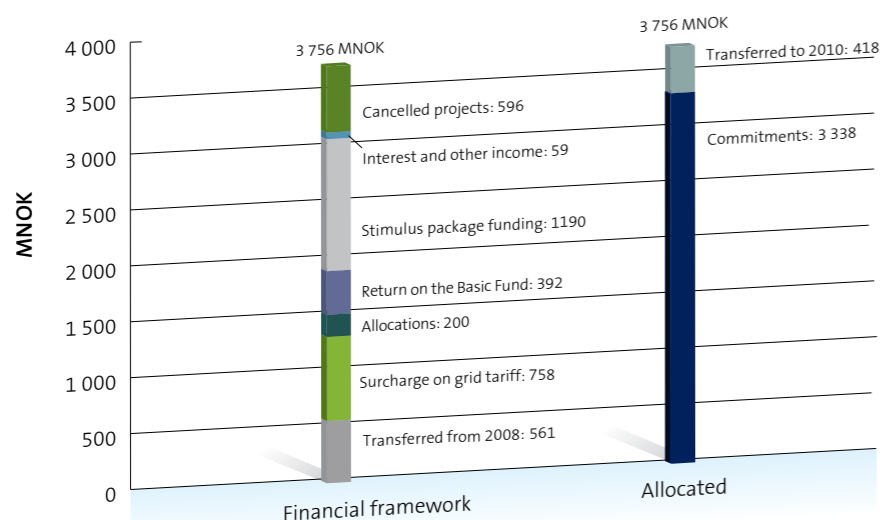 MNOK
4 000
3 500
3 000
2 500
2 000
1 500
1 000
500
0
3 756 MNOK
Cancelled projects: 596
Interest and other income: 59
Stimulus package funding: 1190
Return on the Basic Fund: 392
Allocations: 200
Surcharge on grid tariff: 758
Transferred from 2008: 561
Financial framework
3 756 MNOK
Transferred to 2010: 418
Commitments: 3 338
Allocated